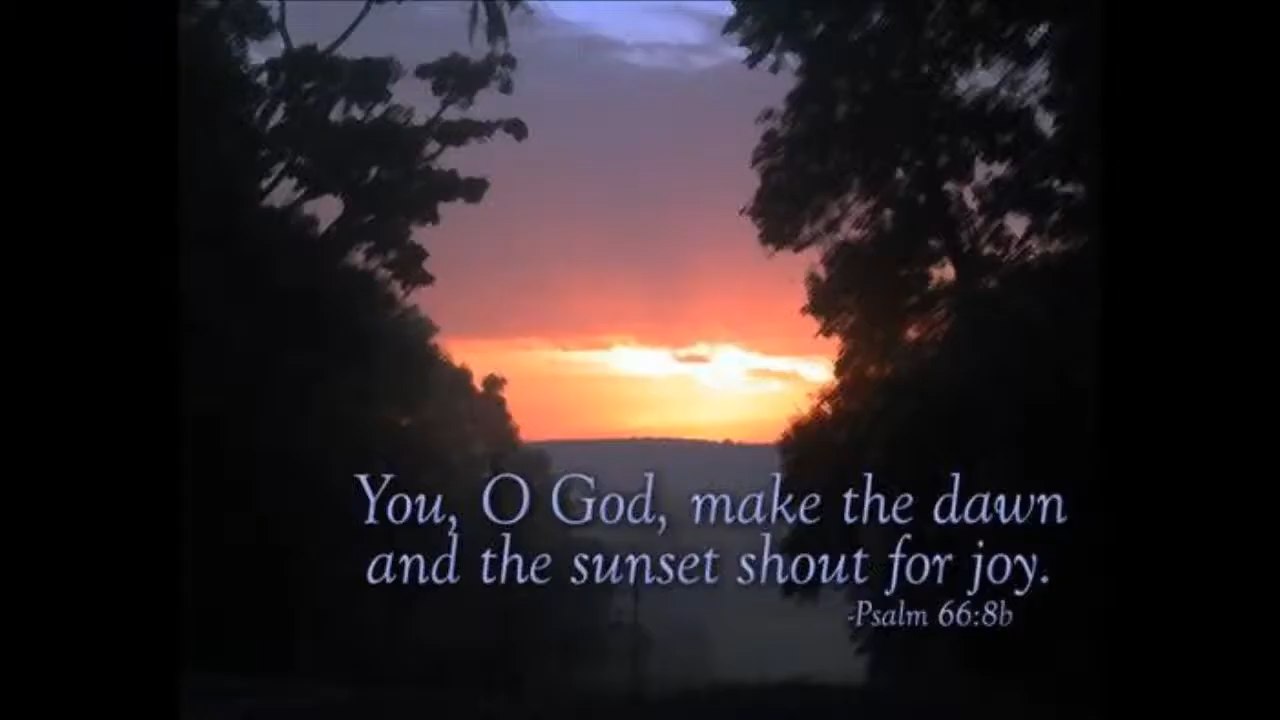 You, O God, make the dawn
and the sunset shout for joy.
-Psalm 66:8b